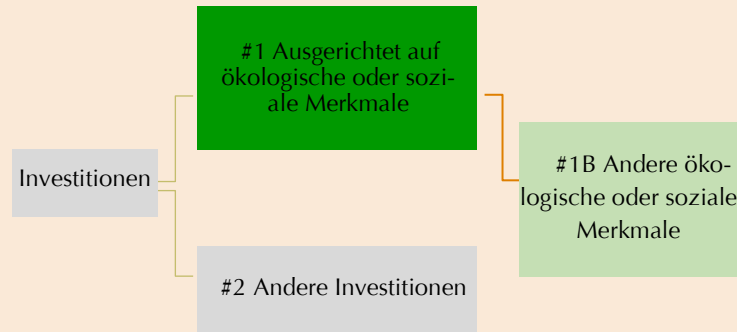 #1 Ausgerichtet auf
ökologische oder sozi-
ale Merkmale
Investitionen
#1B Andere öko-
logische oder soziale
Merkmale
#2 Andere Investitionen